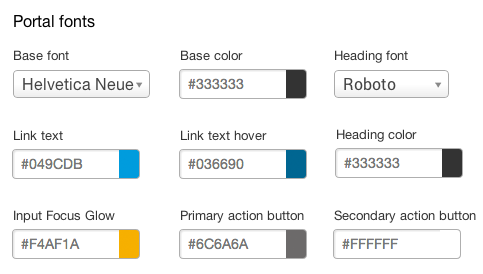 Portal fonts
Base font Base color Heading font
Helvetica Neue #333333 Roboto
Link text Link text hover Heading color
#049CDB #036690 #333333
Input Focus Glow Primary action button Secondary action button
#F4AF1A #6C6A6A #FFFFFF